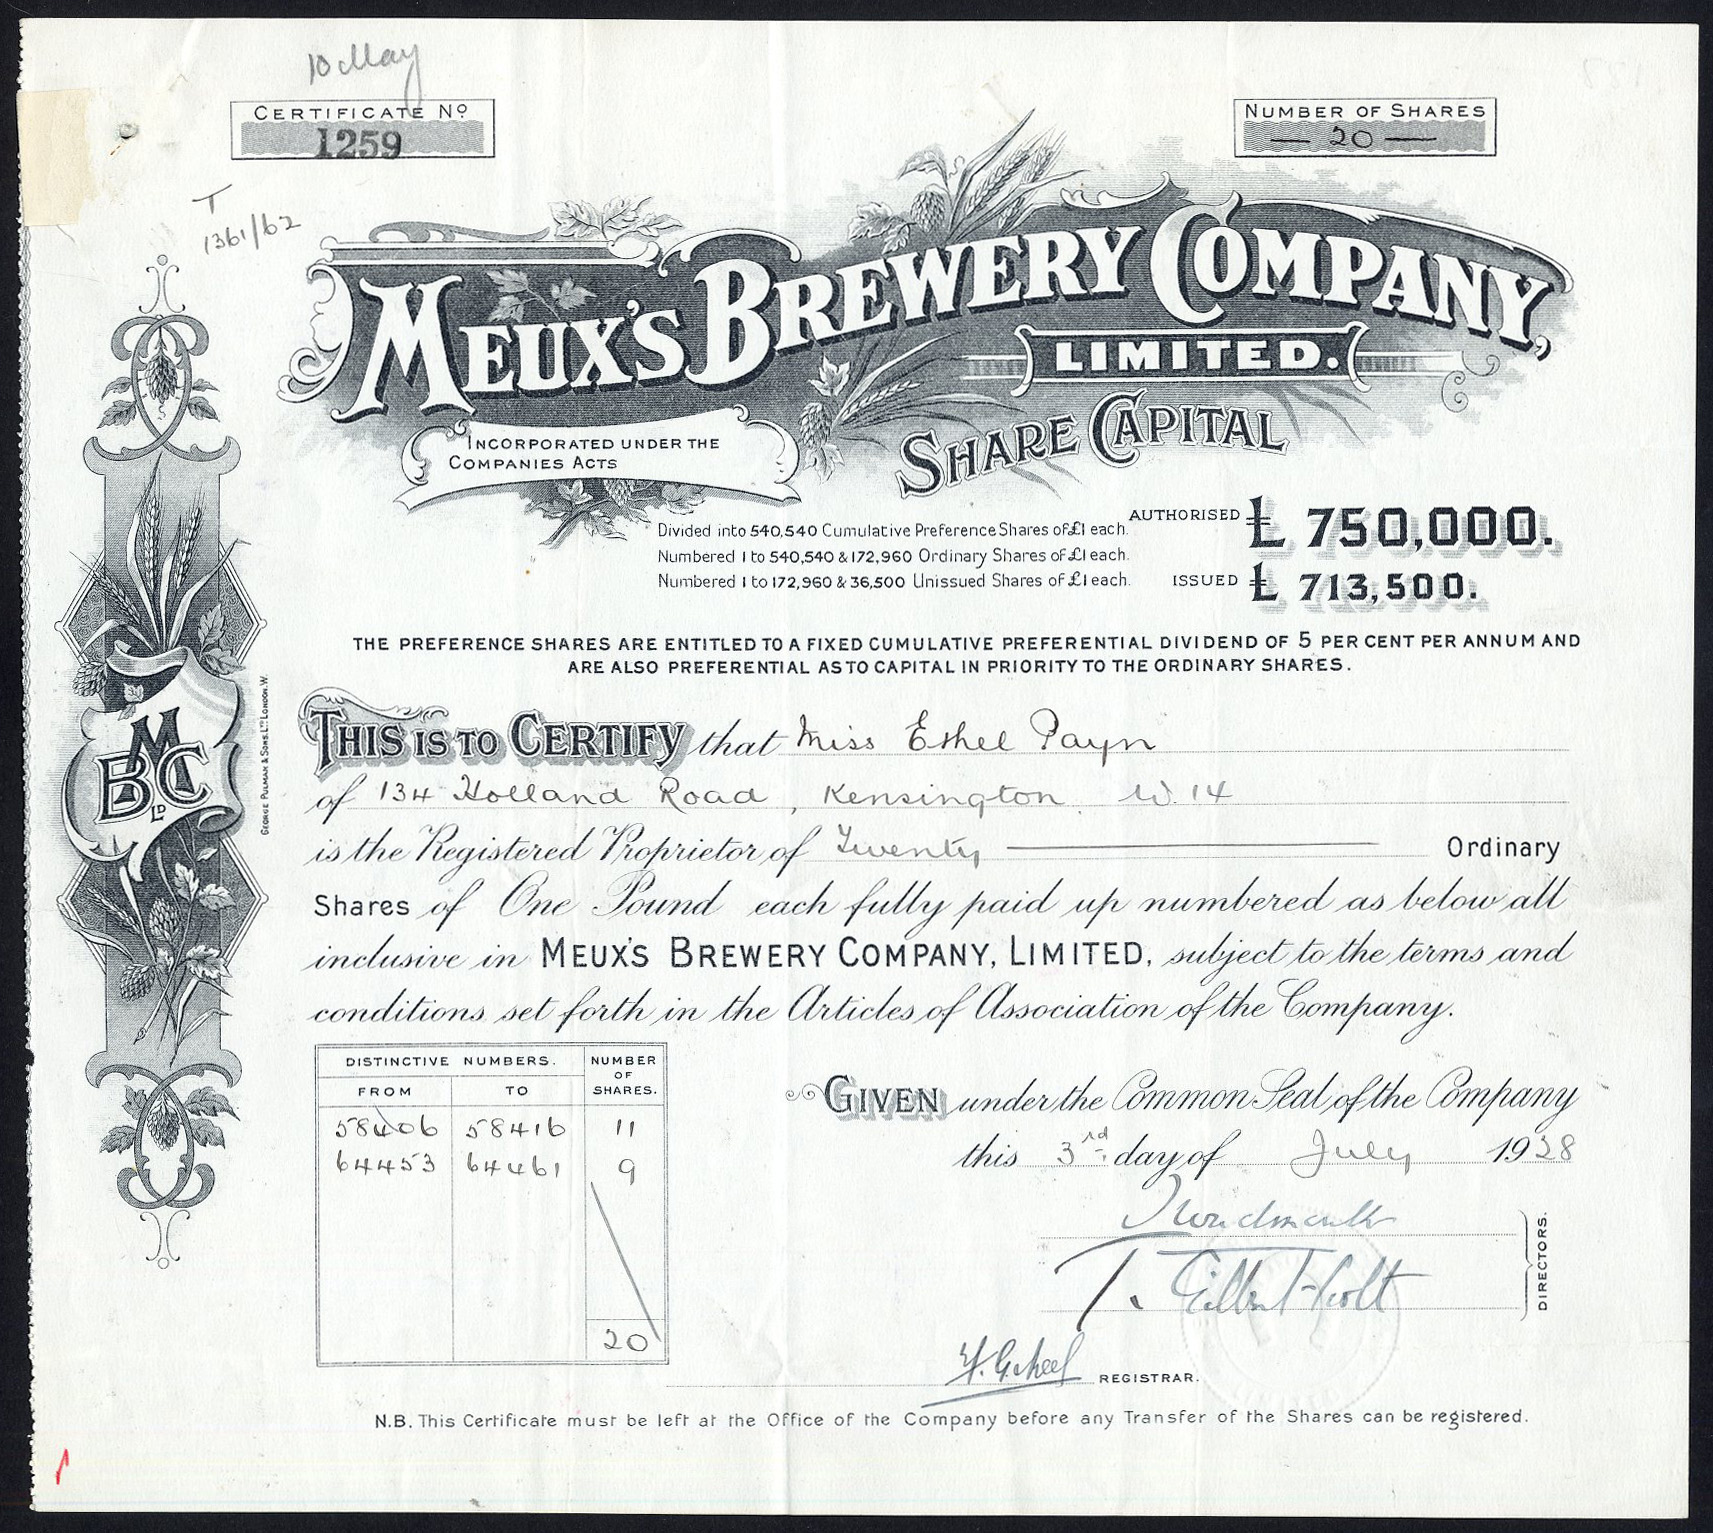 10 May
CERTIFICATE No
1259
NUMBER OF SHARES
— 20 —
T
1361/62
MEUX'S BREWERY COMPANY,
LIMITED.
INCORPORATED UNDER THE
COMPANIES ACTS
SHARE CAPITAL
Divided into 540,540 Cumulative Preference Shares of £1 each. AUTHORISED £ 750,000.
Numbered 1 to 540,540 & 172,960 Ordinary Shares of £1 each.
Numbered 1 to 172,960 & 36,500 Unissued Shares of £1 each. ISSUED £ 713,500.
THE PREFERENCE SHARES ARE ENTITLED TO A FIXED CUMULATIVE PREFERENTIAL DIVIDEND OF 5 PER CENT PER ANNUM AND
ARE ALSO PREFERENTIAL AS TO CAPITAL IN PRIORITY TO THE ORDINARY SHARES.
MBC LD
GEORGE PULMAN & SONS, LTD. LONDON, W.
THIS IS TO CERTIFY that Miss Ethel Payn
of 134 Holland Road, Kensington W.14
is the Registered Proprietor of Twenty Ordinary
Shares of One Pound each fully paid up numbered as below all
inclusive in MEUX'S BREWERY COMPANY, LIMITED, subject to the terms and
conditions set forth in the Articles of Association of the Company.
DISTINCTIVE NUMBERS. NUMBER OF SHARES.
FROM TO
58406 58416 11
64453 64461 9
20
GIVEN under the Common Seal of the Company
this 3rd day of July 1928
T.
DIRECTORS.
REGISTRAR.
N.B. This Certificate must be left at the Office of the Company before any Transfer of the Shares can be registered.